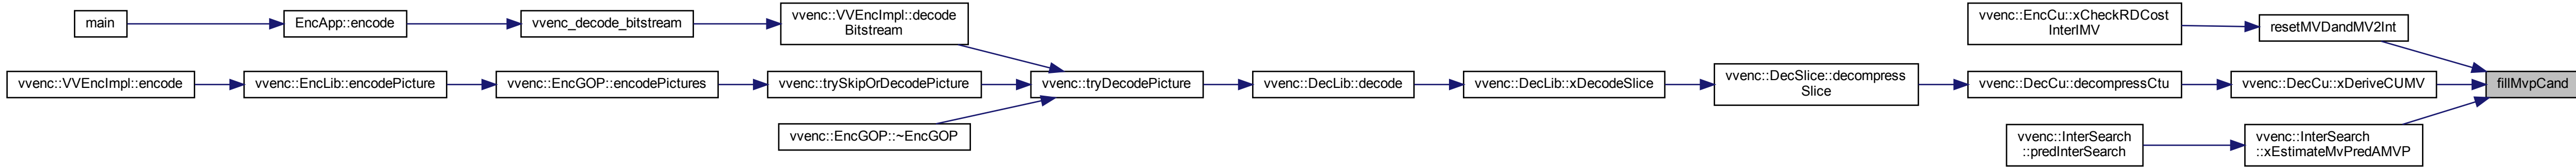 main
EncApp::encode
vvenc_decode_bitstream
vvenc::VVEncImpl::decode
Bitstream
vvenc::EncCu::xCheckRDCost
InterIMV
resetMVDandMV2Int
vvenc::VVEncImpl::encode
vvenc::EncLib::encodePicture
vvenc::EncGOP::encodePictures
vvenc::trySkipOrDecodePicture
vvenc::tryDecodePicture
vvenc::DecLib::decode
vvenc::DecLib::xDecodeSlice
vvenc::DecSlice::decompress
Slice
vvenc::DecCu::decompressCtu
vvenc::DecCu::xDeriveCUMV
fillMvpCand
vvenc::EncGOP::~EncGOP
vvenc::InterSearch
::predInterSearch
vvenc::InterSearch
::xEstimateMvPredAMVP